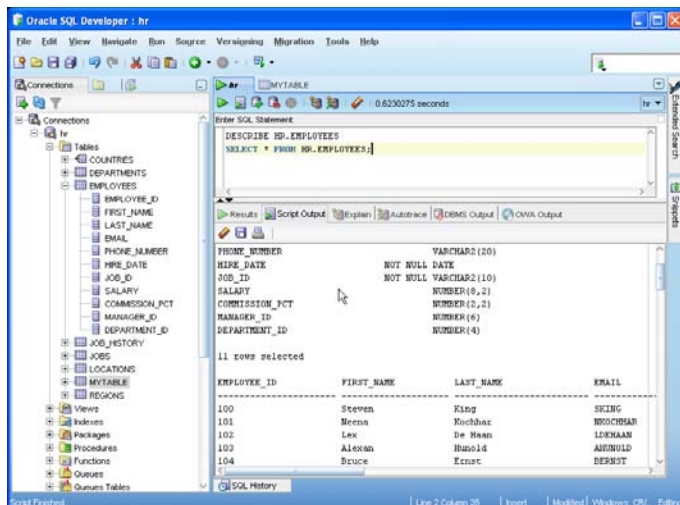 Oracle SQL Developer : hr
File Edit View Navigate Run Source Versioning Migration Tools Help
Connections
hr
MYTABLE
0.6230275 seconds
hr
Enter SQL Statement:
DESCRIBE HR.EMPLOYEES
SELECT * FROM HR.EMPLOYEES;
Connections
hr
Tables
COUNTRIES
DEPARTMENTS
EMPLOYEES
EMPLOYEE_ID
FIRST_NAME
LAST_NAME
EMAIL
PHONE_NUMBER
HIRE_DATE
JOB_ID
SALARY
COMMISSION_PCT
MANAGER_ID
DEPARTMENT_ID
JOB_HISTORY
JOBS
LOCATIONS
MYTABLE
REGIONS
Views
Indexes
Packages
Procedures
Functions
Queues
Queues Tables
Results Script Output Explain Autotrace DBMS Output OWA Output
PHONE_NUMBER VARCHAR2(20)
HIRE_DATE NOT NULL DATE
JOB_ID NOT NULL VARCHAR2(10)
SALARY NUMBER(8,2)
COMMISSION_PCT NUMBER(2,2)
MANAGER_ID NUMBER(6)
DEPARTMENT_ID NUMBER(4)
11 rows selected
EMPLOYEE_ID FIRST_NAME LAST_NAME EMAIL
100 Steven King SKING
101 Neena Kochhar NKOCHHAR
102 Lex De Haan LDEHAAN
103 Alexan Hunold AHUNOLD
104 Bruce Ernst BERNST
SQL History
Extended Search
Snippets
Script Finished
Line 2 Column 28 Insert Modified Windows: CR/ Editing